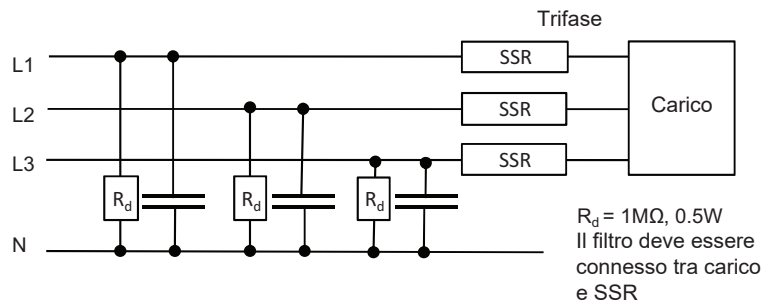 Trifase
L1
SSR
L2
SSR
Carico
L3
SSR
Rd
Rd
Rd
N
Rd = 1MΩ, 0.5W
Il filtro deve essere
connesso tra carico
e SSR